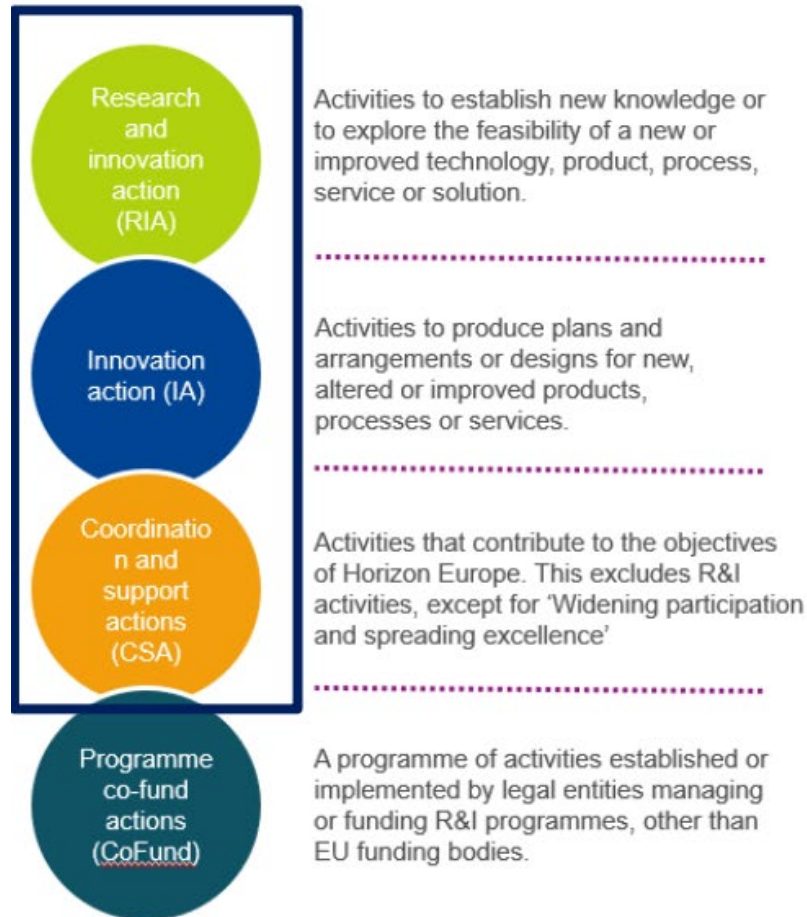 Research
and
innovation
action
(RIA)
Activities to establish new knowledge or
to explore the feasibility of a new or
improved technology, product, process,
service or solution.
Innovation
action (IA)
Activities to produce plans and
arrangements or designs for new,
altered or improved products,
processes or services.
Coordinatio
n and
support
actions
(CSA)
Activities that contribute to the objectives
of Horizon Europe. This excludes R&I
activities, except for ‘Widening participation
and spreading excellence’
Programme
co-fund
actions
(CoFund)
A programme of activities established or
implemented by legal entities managing
or funding R&I programmes, other than
EU funding bodies.